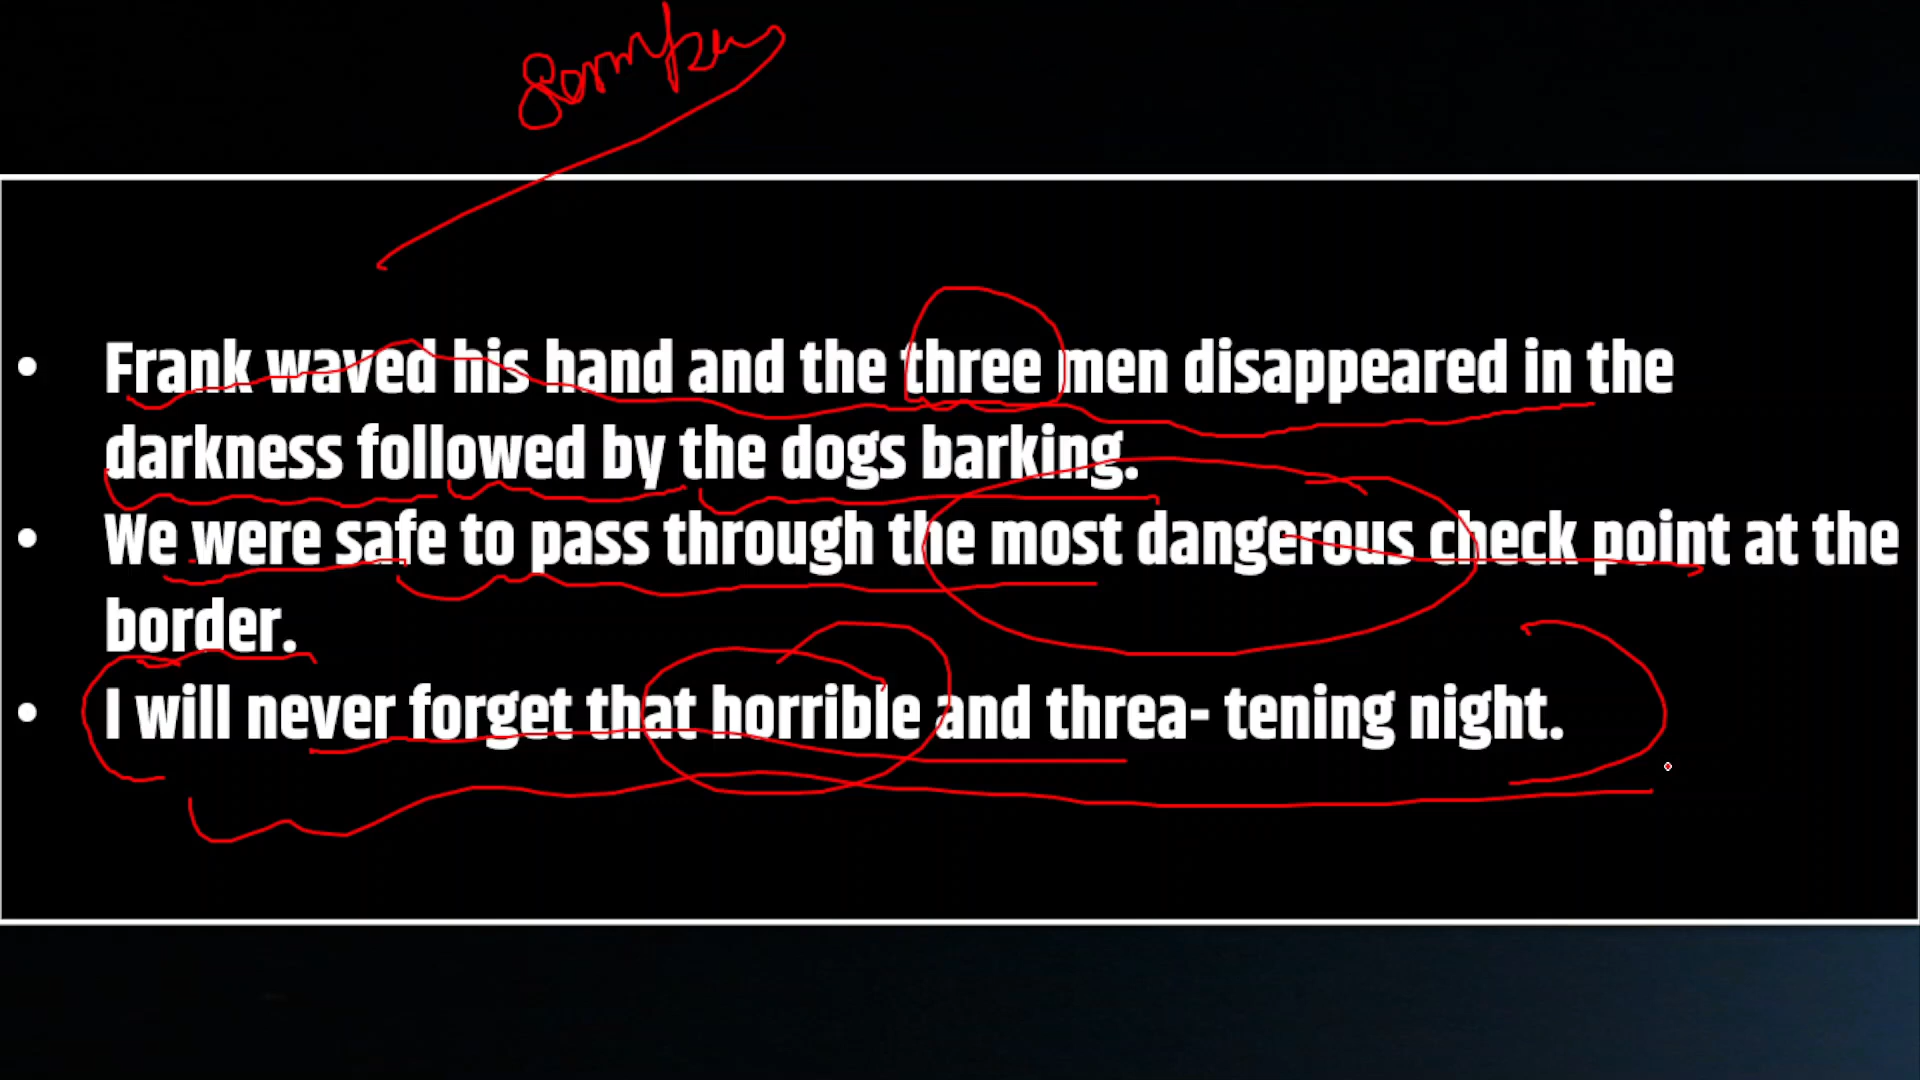 • Frank waved his hand and the three men disappeared in the
darkness followed by the dogs barking.
• We were safe to pass through the most dangerous check point at the
border.
• I will never forget that horrible and threa- tening night.